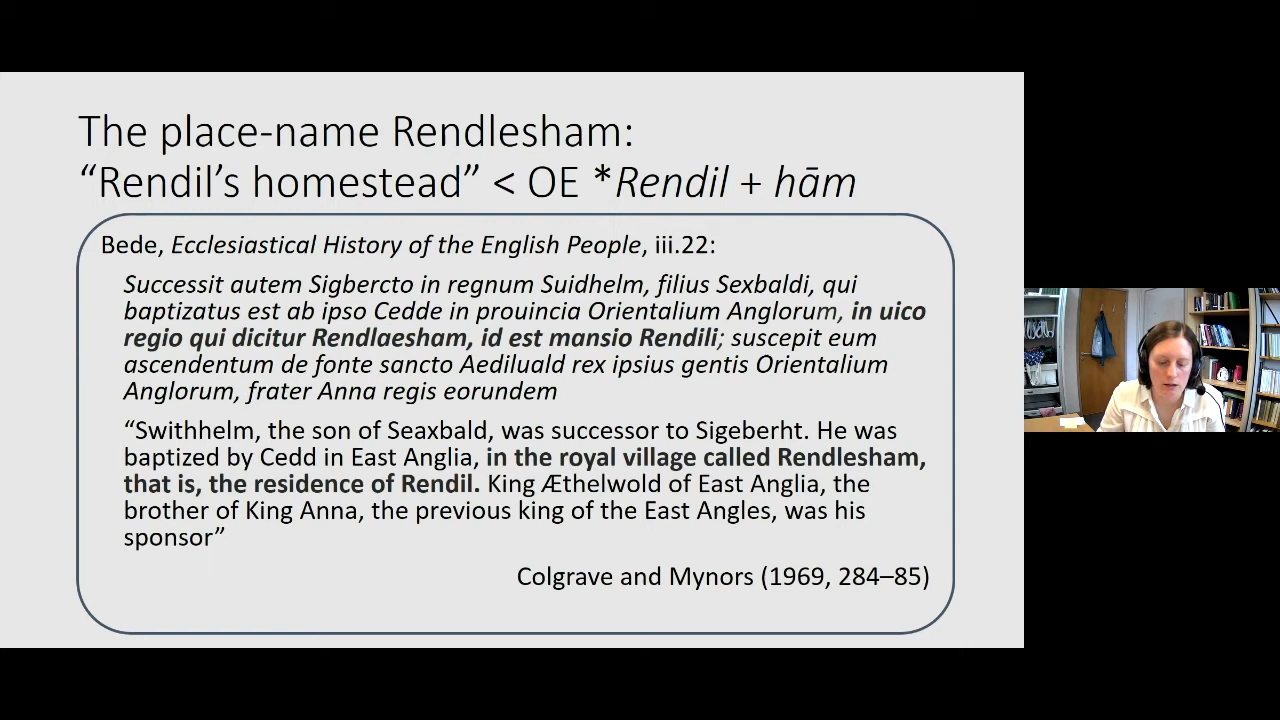 The place-name Rendlesham:
“Rendil’s homestead” < OE *Rendil + hām
Bede, Ecclesiastical History of the English People, iii.22:
Successit autem Sigbercto in regnum Suidhelm, filius Sexbaldi, qui
baptizatus est ab ipso Cedde in prouincia Orientalium Anglorum, in uico
regio qui dicitur Rendlaesham, id est mansio Rendili; suscepit eum
ascendentum de fonte sancto Aediluald rex ipsius gentis Orientalium
Anglorum, frater Anna regis eorundem
“Swithhelm, the son of Seaxbald, was successor to Sigeberht. He was
baptized by Cedd in East Anglia, in the royal village called Rendlesham,
that is, the residence of Rendil. King Æthelwold of East Anglia, the
brother of King Anna, the previous king of the East Angles, was his
sponsor”
Colgrave and Mynors (1969, 284–85)